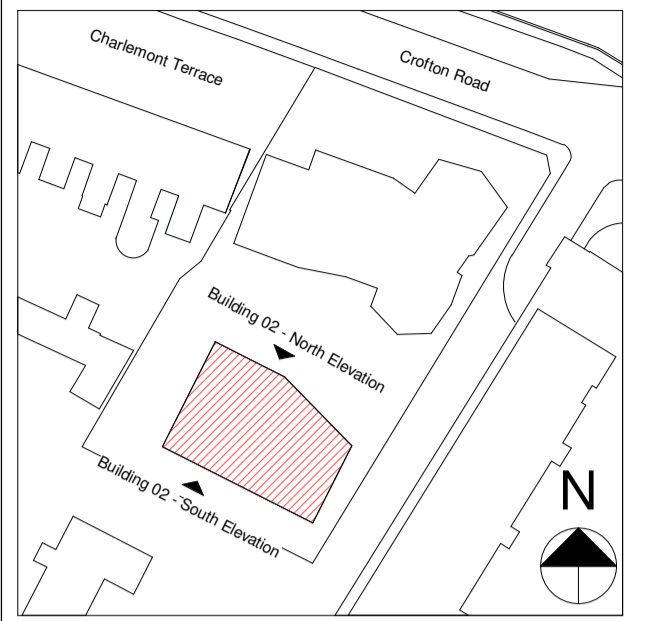 Charlemont Terrace
Crofton Road
Building 02 - North Elevation
Building 02 - South Elevation
N